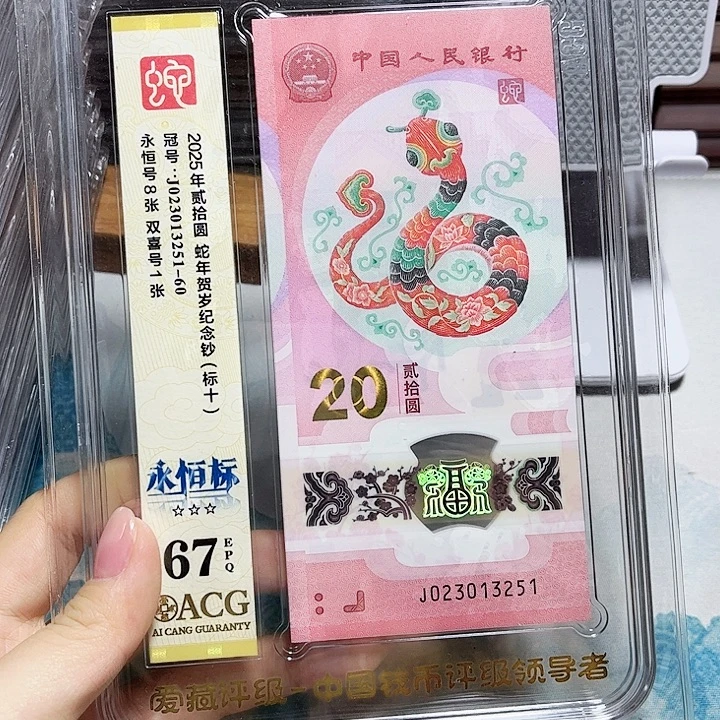 蛇
2025年贰拾圆 蛇年贺岁纪念钞（标十）
冠号：J023013251-60
永恒号8张 双喜号1张
永恒标
☆☆☆
67 EPQ
ACG
AI CANG GUARANTY
中国人民银行
蛇
20 贰拾圆
福
J023013251
爱藏评级-中国钱币评级领导者